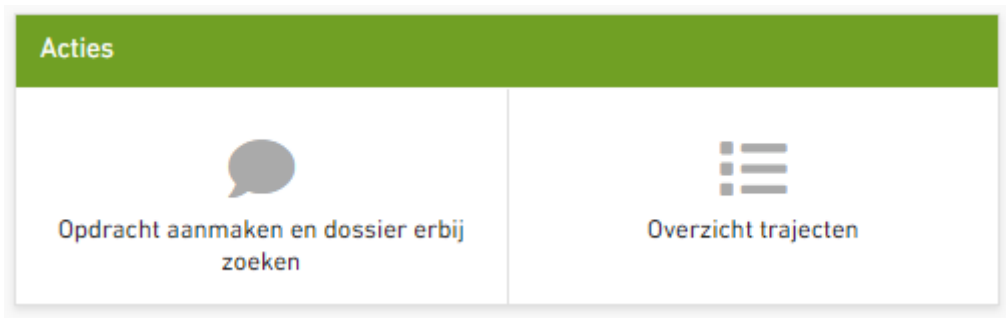 Acties
Opdracht aanmaken en dossier erbij
zoeken
Overzicht trajecten